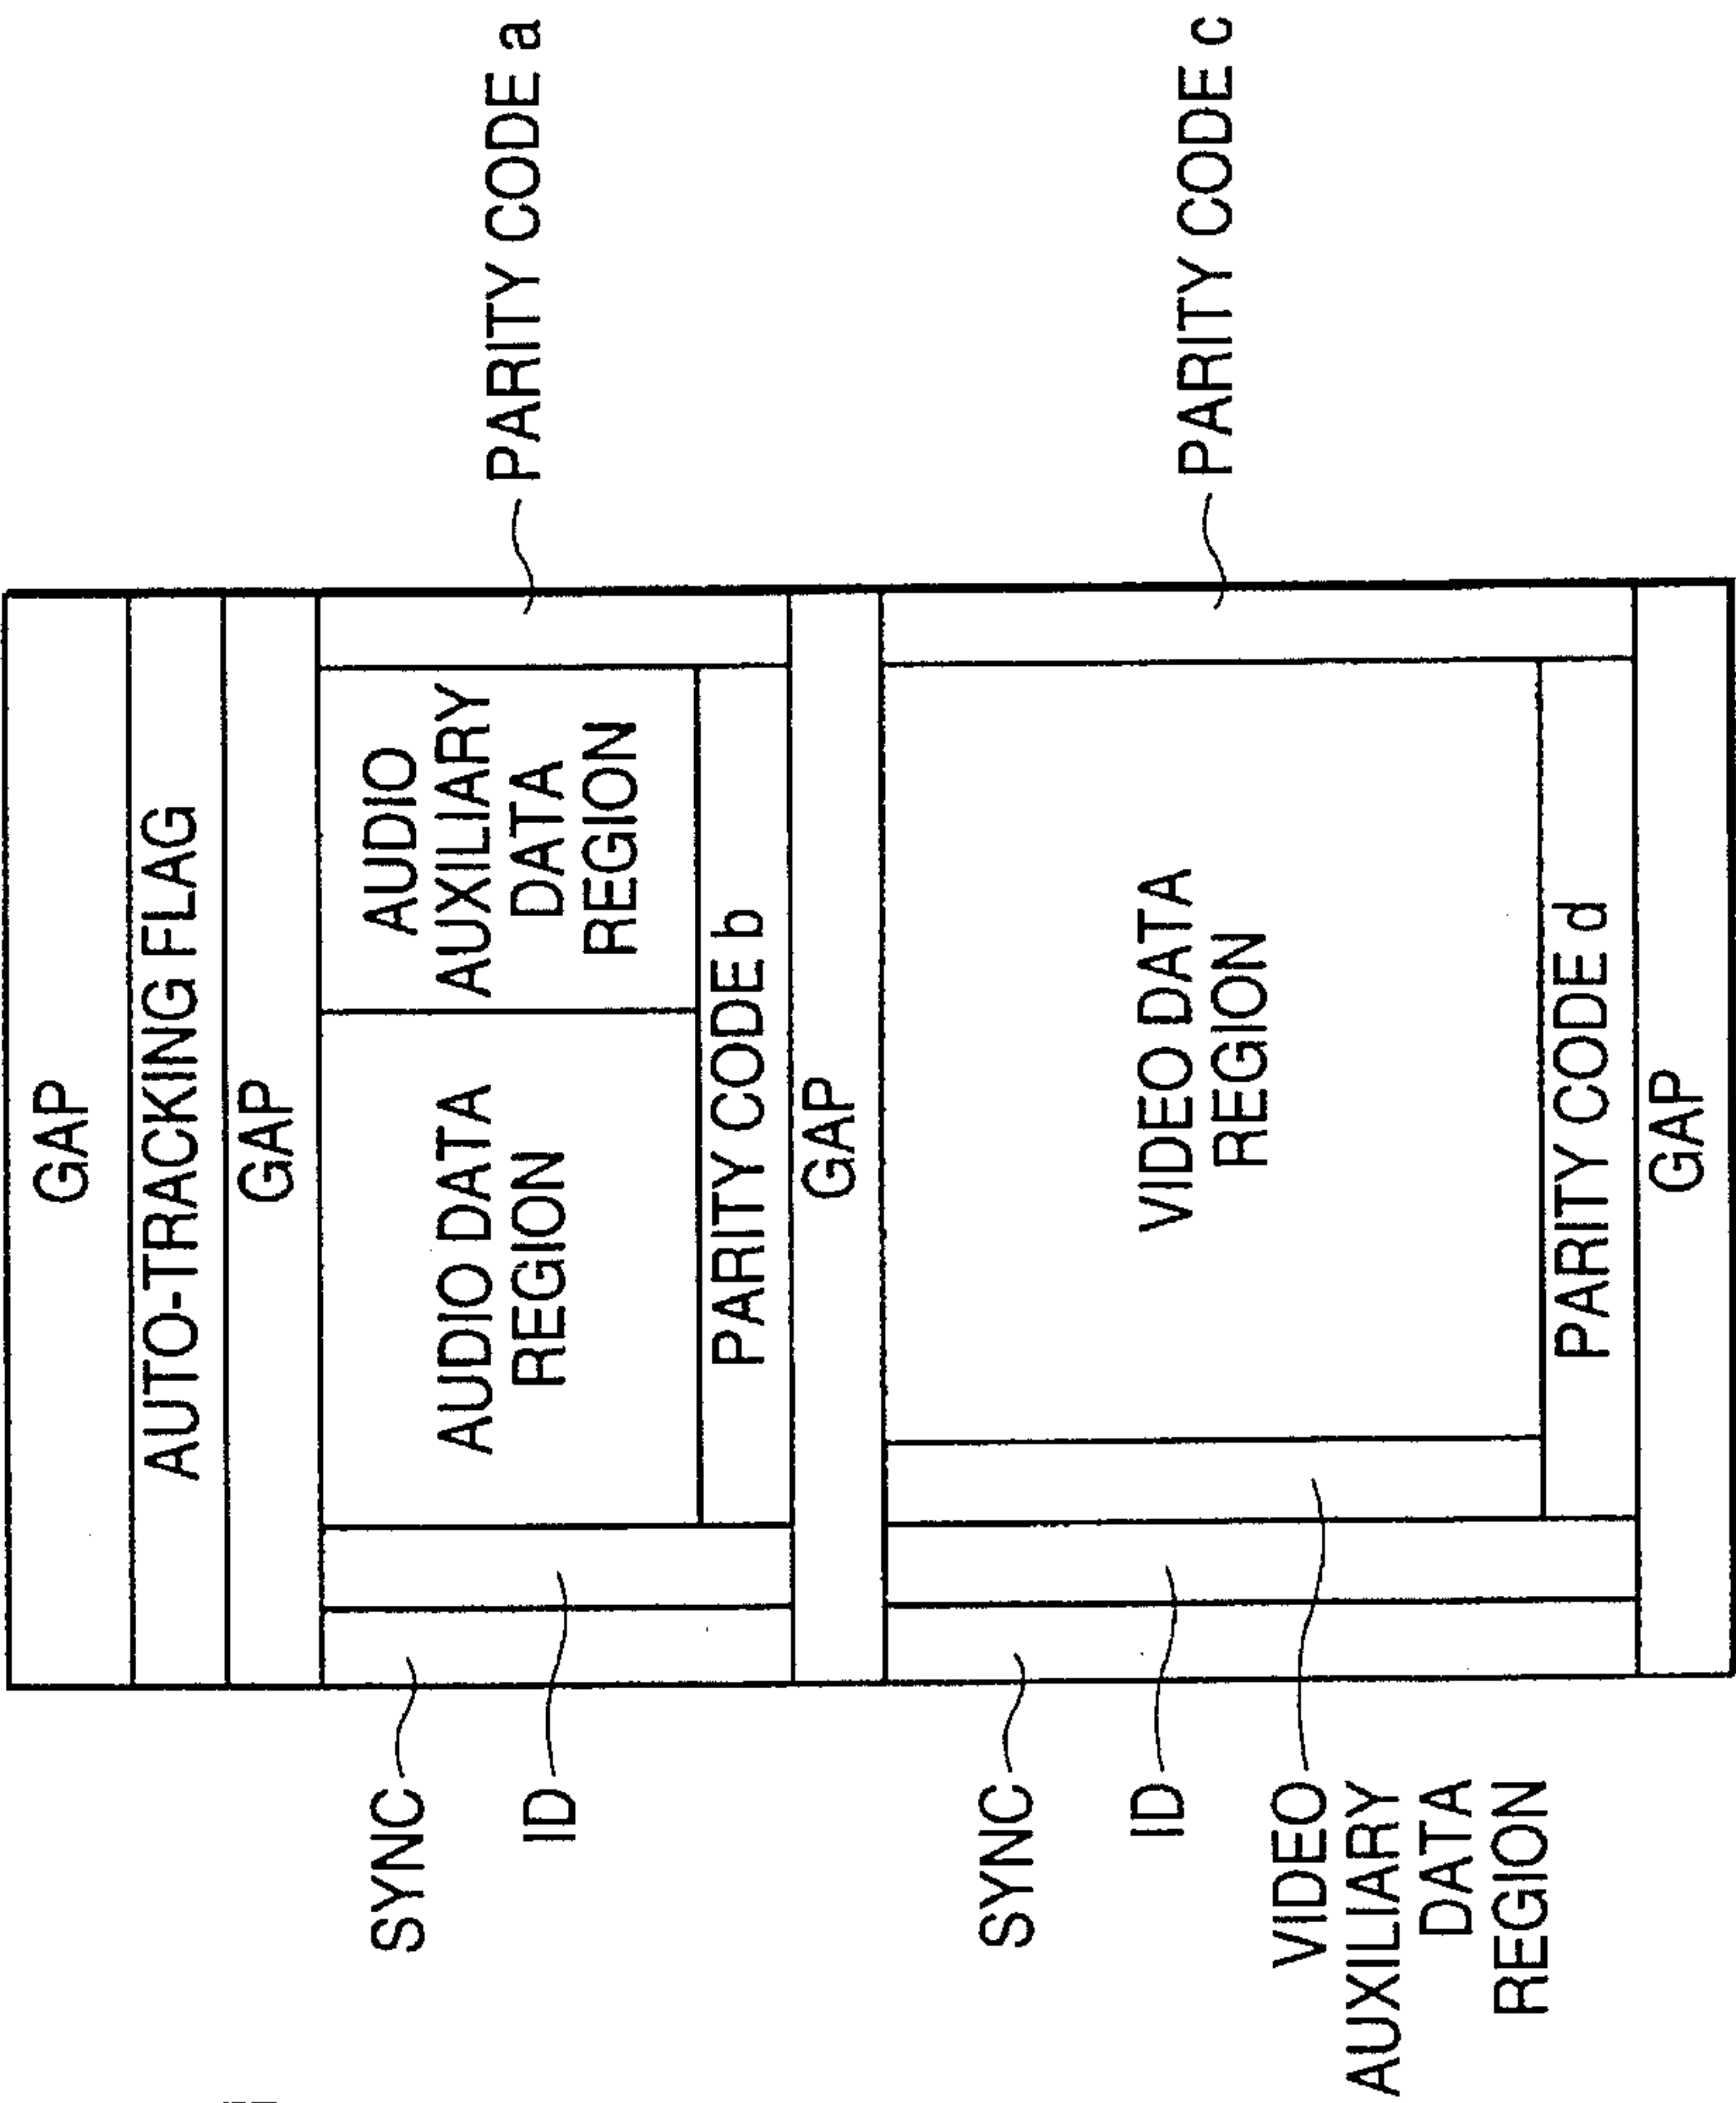 GAP
AUTO-TRACKING FLAG
GAP
SYNC
ID
AUDIO DATA
REGION
AUDIO
AUXILIARY
DATA
REGION
PARITY CODE a
PARITY CODE b
GAP
SYNC
ID
VIDEO
AUXILIARY
DATA
REGION
VIDEO DATA
REGION
PARITY CODE c
PARITY CODE d
GAP